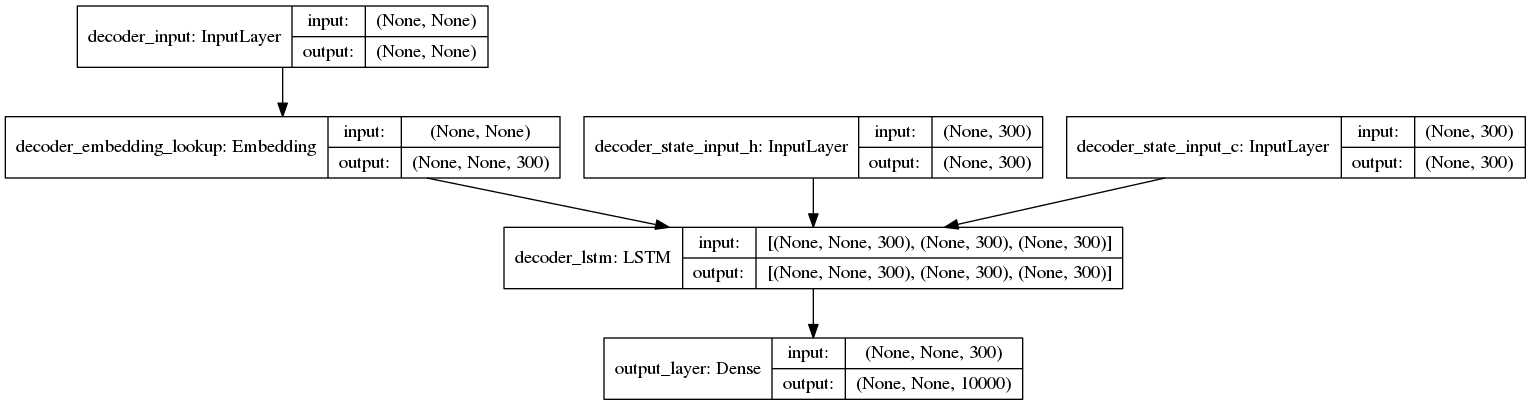 decoder_input: InputLayer
input: (None, None)
output: (None, None)
decoder_embedding_lookup: Embedding
input: (None, None)
output: (None, None, 300)
decoder_state_input_h: InputLayer
input: (None, 300)
output: (None, 300)
decoder_state_input_c: InputLayer
input: (None, 300)
output: (None, 300)
decoder_lstm: LSTM
input: [(None, None, 300), (None, 300), (None, 300)]
output: [(None, None, 300), (None, 300), (None, 300)]
output_layer: Dense
input: (None, None, 300)
output: (None, None, 10000)